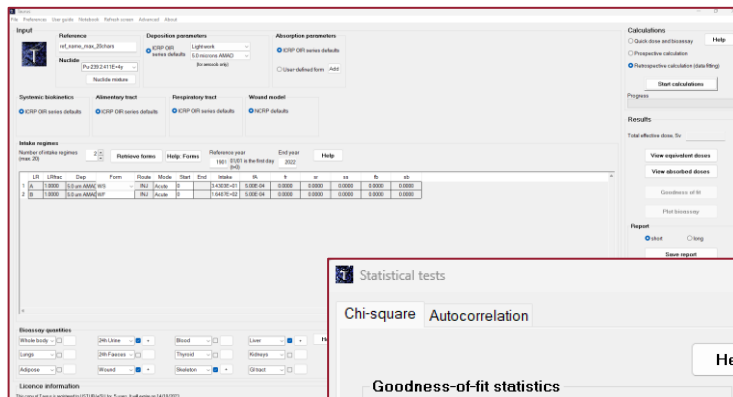 Taurus
File Preferences User guide Notebook Refresh screen Advanced About
Input
Reference
ref_name_max_20chars
Nuclide
Pu-239:2.411E+4y
Nuclide mixture
Deposition parameters
ICRP OIR series defaults
Light work
5.0 microns AMAD
(to arrows only)
Absorption parameters
ICRP OIR series defaults
User-defined form Add
Systemic biokinetics
ICRP OIR series defaults
Alimentary tract
ICRP OIR series defaults
Respiratory tract
ICRP OIR series defaults
Wound model
NCRP defaults
Intake regimes
Number of intake regimes (max. 20) 2
Retrieve forms
Help: Forms
Reference year
1901 01/01 is the first day (t=0)
End year
2022
Help
LR LRfrac Dep Form Route Mode Start End Intake fA fr sr ss fb sb
1 A 1.0000 5.0 um AMAD W/S INJ Acute 0 3.4303E+01 5.00E-04 0.0000 0.0000 0.0000 0.0000 0.0000
2 B 1.0000 5.0 um AMAD W/F INJ Acute 0 1.6487E+02 5.00E-04 0.0000 0.0000 0.0000 0.0000 0.0000
Bioassay quantities
Whole body 24h Urine + Blood Liver +
Lungs 24h Faeces Thyroid Kidneys
Adipose Wound + Skeleton + GI tract
Licence information
Calculations
Quick dose and bioassay Help
Prospective calculation
Retrospective calculation (data fitting)
Start calculations
Progress
Results
Total effective dose, Sv
View equivalent doses
View absorbed doses
Goodness of fit
Plot bioassay
Report
short long
Save report
Statistical tests
Chi-square Autocorrelation
Goodness-of-fit statistics